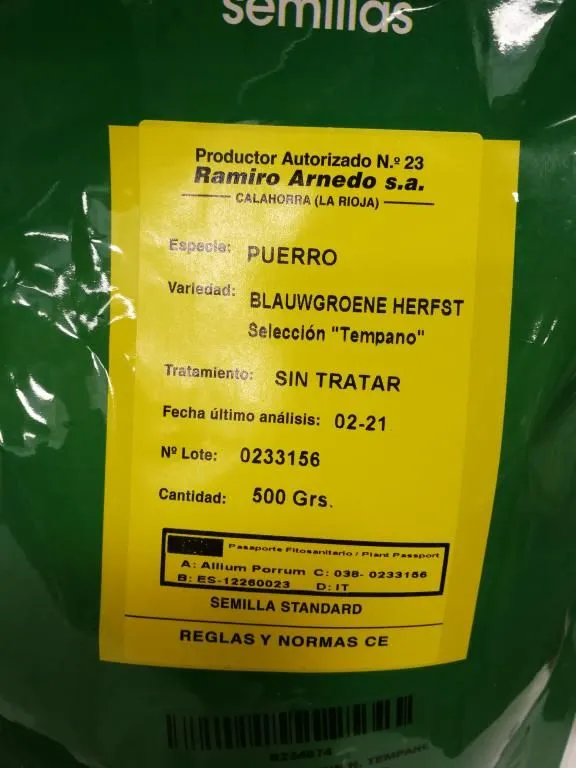 semillas
Productor Autorizado N.º 23
Ramiro Arnedo s.a.
CALAHORRA (LA RIOJA)
Especie: PUERRO
Variedad: BLAUWGROENE HERFST
Selección "Tempano"
Tratamiento: SIN TRATAR
Fecha último análisis: 02-21
Nº Lote: 0233156
Cantidad: 500 Grs.
Pasaporte Fitosanitario / Plant Passport
A: Allium Porrum C: 038- 0233156
B: ES-12260023 D: IT
SEMILLA STANDARD
REGLAS Y NORMAS CE
H. TEMPANO